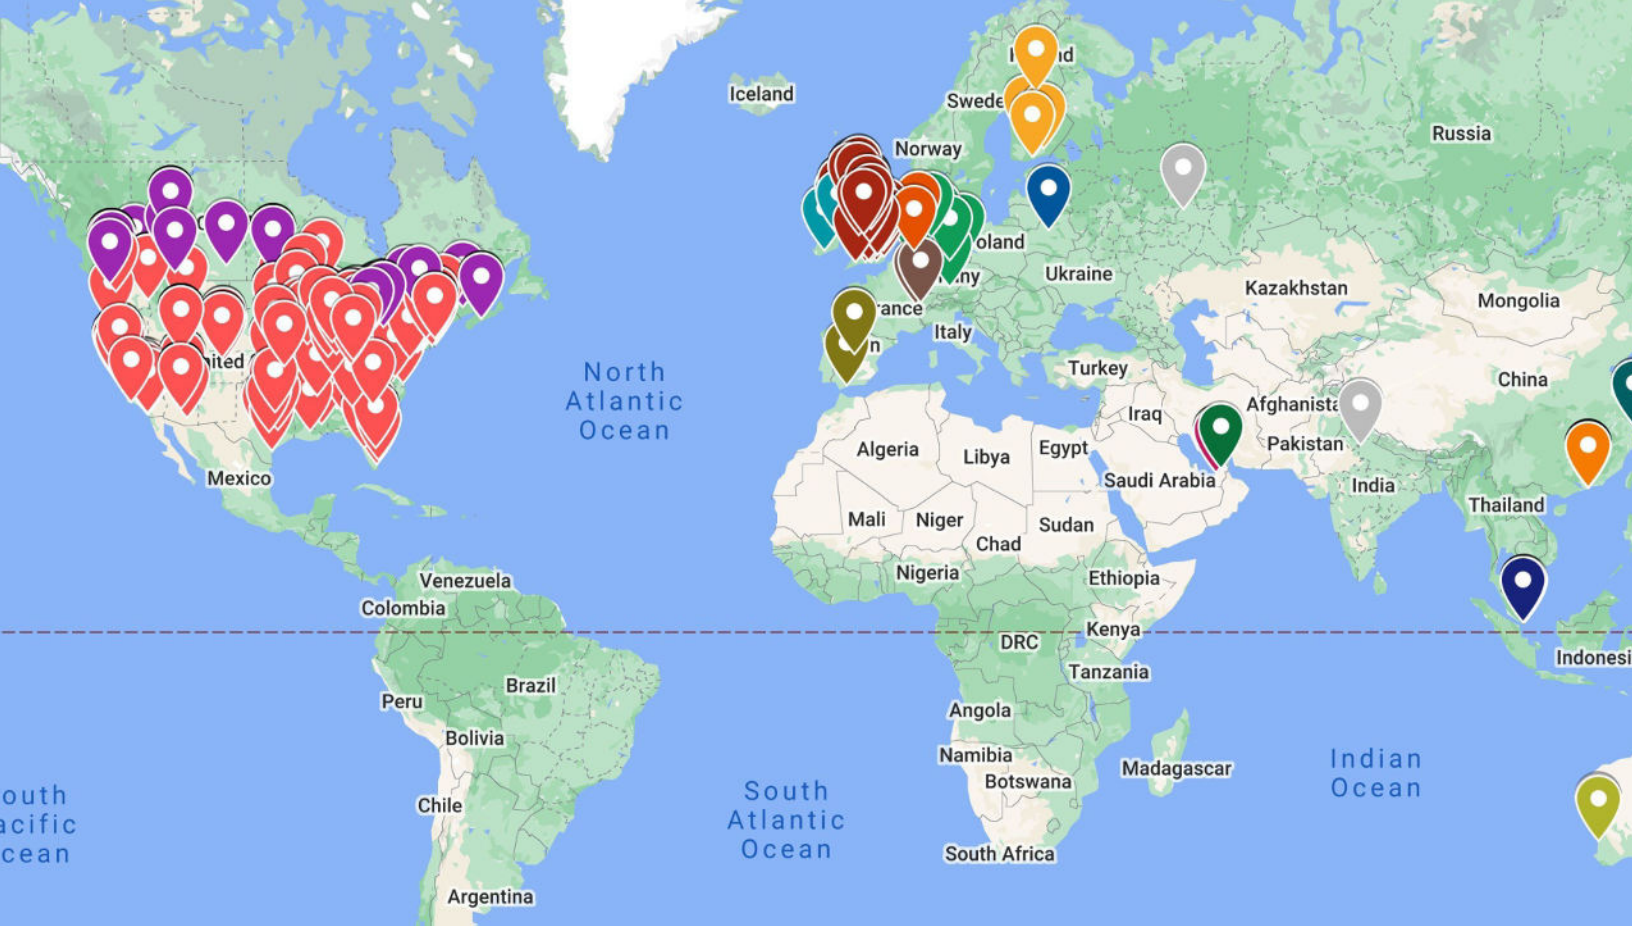 Iceland
Swede
Norway
Russia
oland
Ukraine
ny
rance
Italy
n
Kazakhstan
Mongolia
nited
Turkey
China
North
Atlantic
Ocean
Iraq
Afghanista
Pakistan
Algeria
Libya
Egypt
Saudi Arabia
India
Thailand
Mexico
Mali
Niger
Chad
Sudan
Nigeria
Ethiopia
Venezuela
Colombia
DRC
Kenya
Tanzania
Indonesi
Brazil
Peru
Bolivia
Angola
Namibia
Botswana
Madagascar
Indian
Ocean
outh
acific
cean
Chile
South
Atlantic
Ocean
South Africa
Argentina